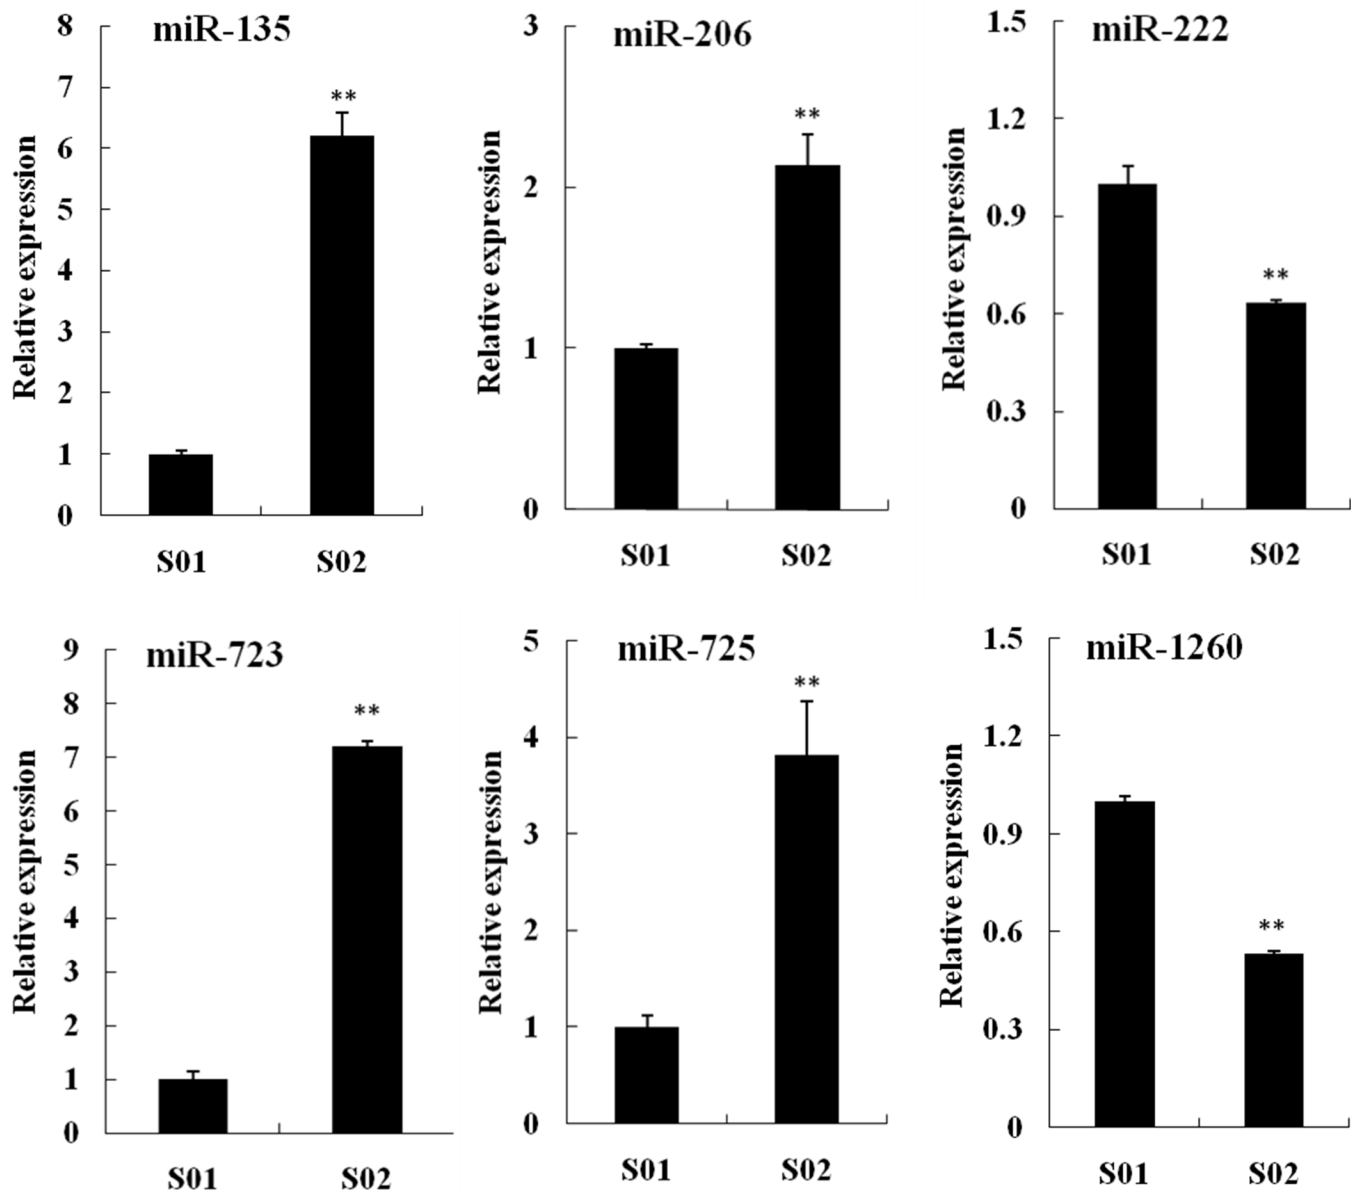 miR-135
Relative expression
8
7
6
5
4
3
2
1
0
**
S01
S02
miR-206
Relative expression
3
2
1
0
**
S01
S02
miR-222
Relative expression
1.5
1.2
0.9
0.6
0.3
0
**
S01
S02
miR-723
Relative expression
9
8
7
6
5
4
3
2
1
0
**
S01
S02
miR-725
Relative expression
5
4
3
2
1
0
**
S01
S02
miR-1260
Relative expression
1.5
1.2
0.9
0.6
0.3
0
**
S01
S02